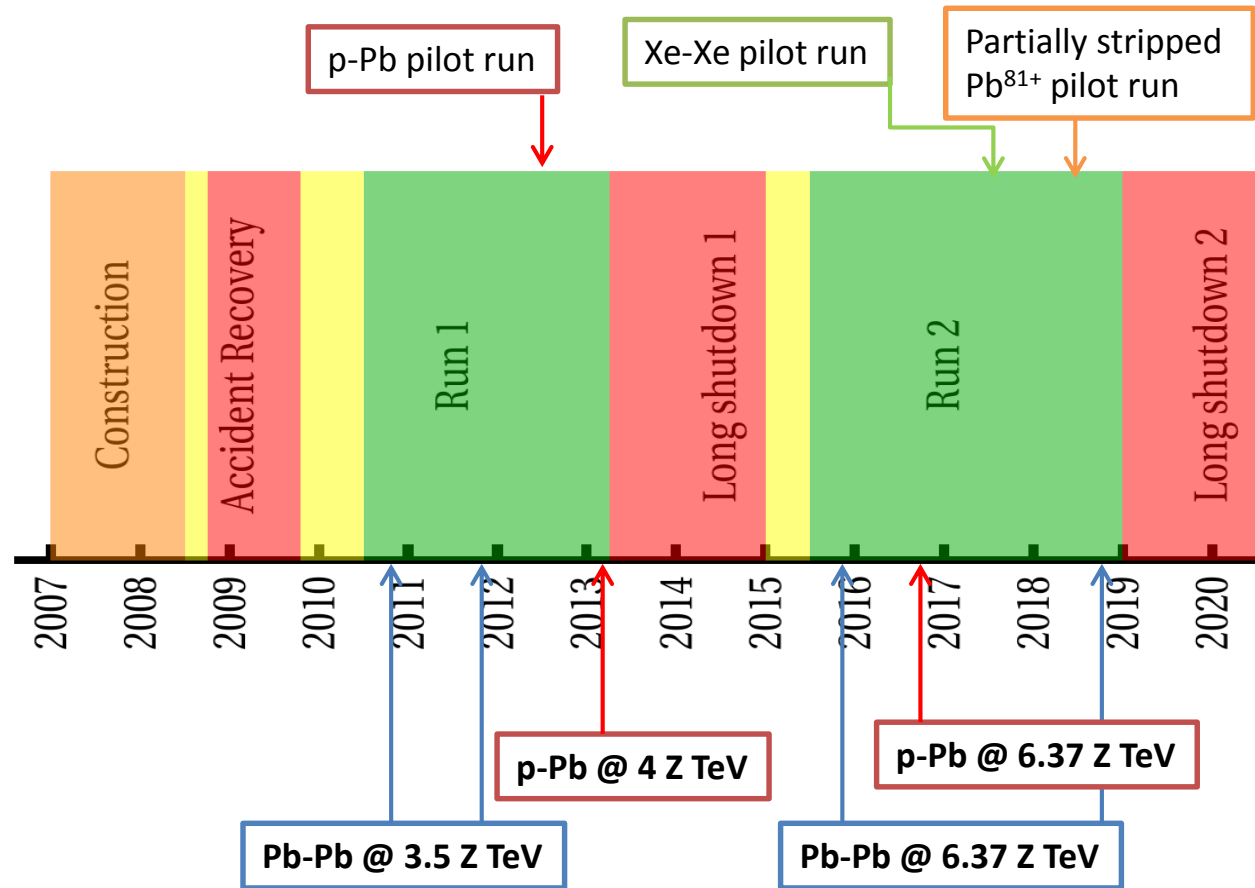 p-Pb pilot run
Xe-Xe pilot run
Partially stripped
Pb⁸¹⁺ pilot run
Construction
Accident Recovery
Run 1
Long shutdown 1
Run 2
Long shutdown 2
2007
2008
2009
2010
2011
2012
2013
2014
2015
2016
2017
2018
2019
2020
p-Pb @ 4 Z TeV
p-Pb @ 6.37 Z TeV
Pb-Pb @ 3.5 Z TeV
Pb-Pb @ 6.37 Z TeV